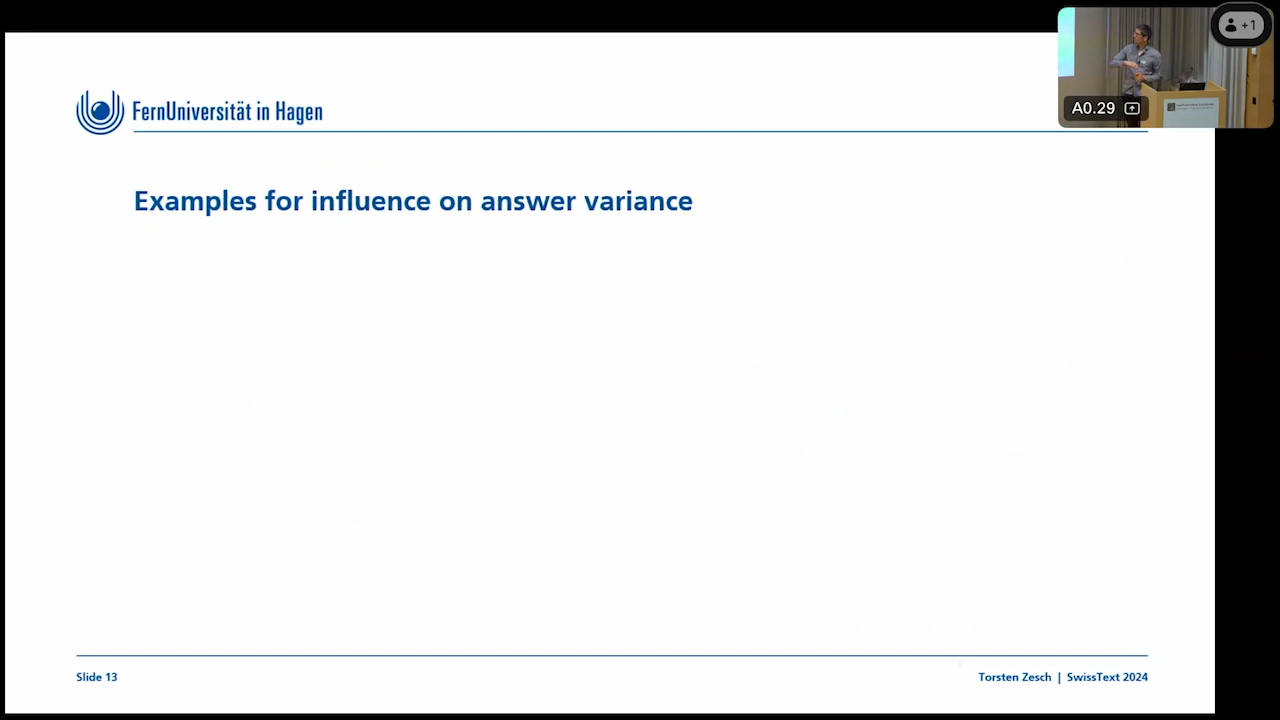 FernUniversität in Hagen
+1
A0.29
Examples for influence on answer variance
Slide 13
Torsten Zesch | SwissText 2024